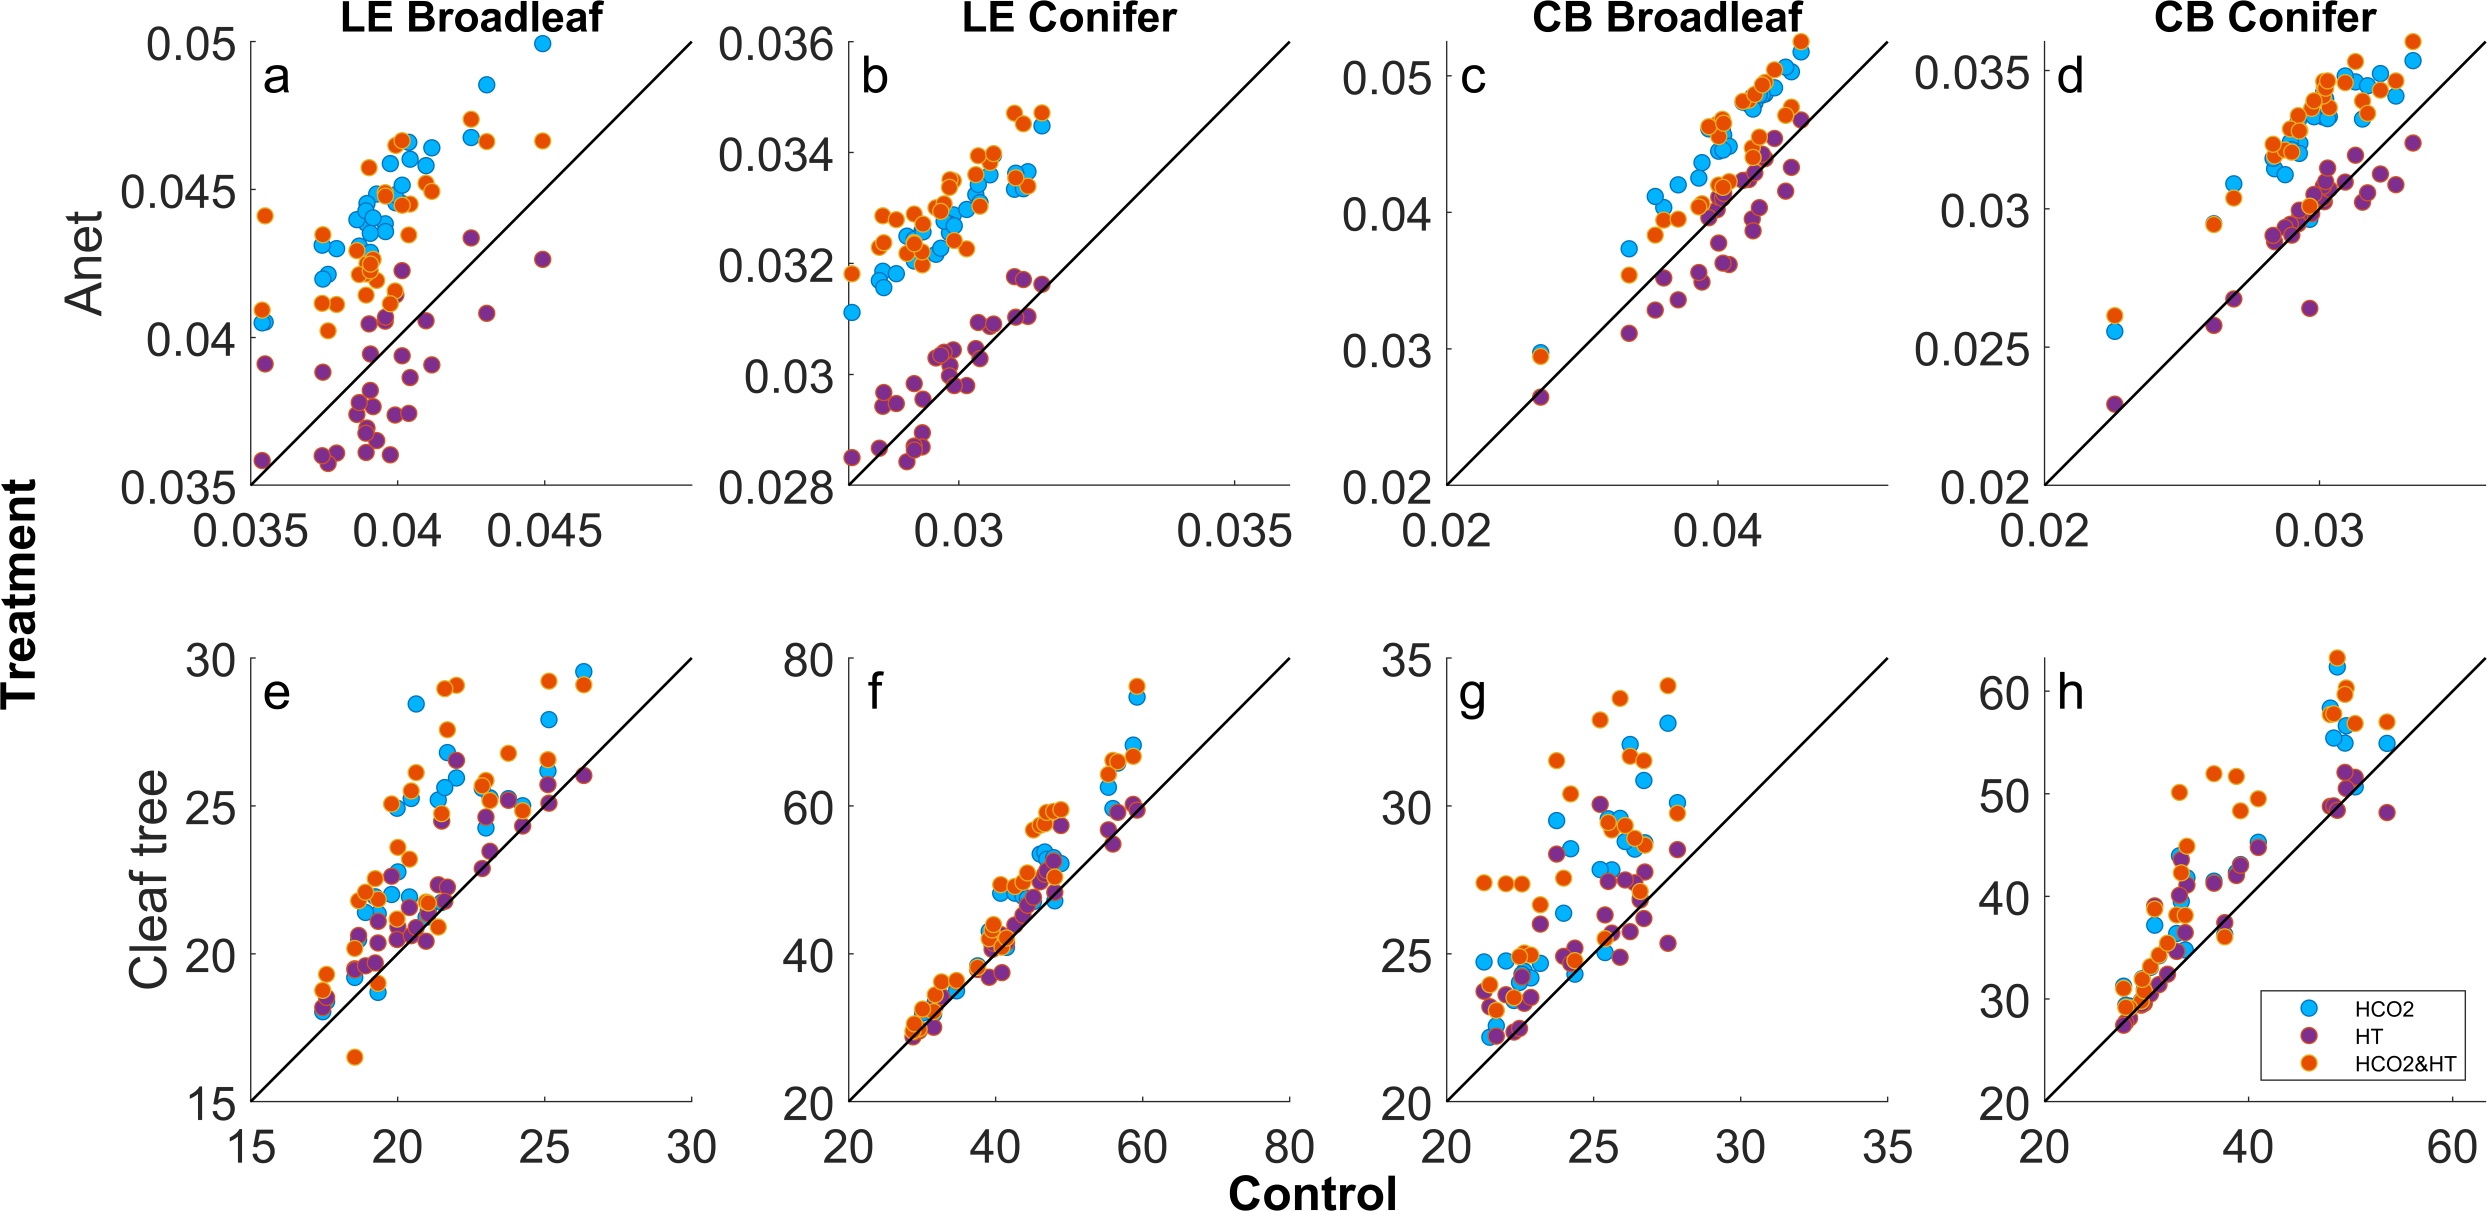 LE Broadleaf
LE Conifer
CB Broadleaf
CB Conifer
a
b
c
d
0.05
0.045
0.04
0.035
0.036
0.034
0.032
0.03
0.028
0.05
0.04
0.03
0.02
0.035
0.03
0.025
0.02
Anet
0.035 0.04 0.045
0.03 0.035
0.02 0.04
0.02 0.03
Treatment
e
f
g
h
30
25
20
15
80
60
40
20
35
30
25
20
60
50
40
30
20
Cleaf tree
HCO2
HT
HCO2&HT
15 20 25 30
20 40 60 80
20 25 30 35
20 40 60
Control